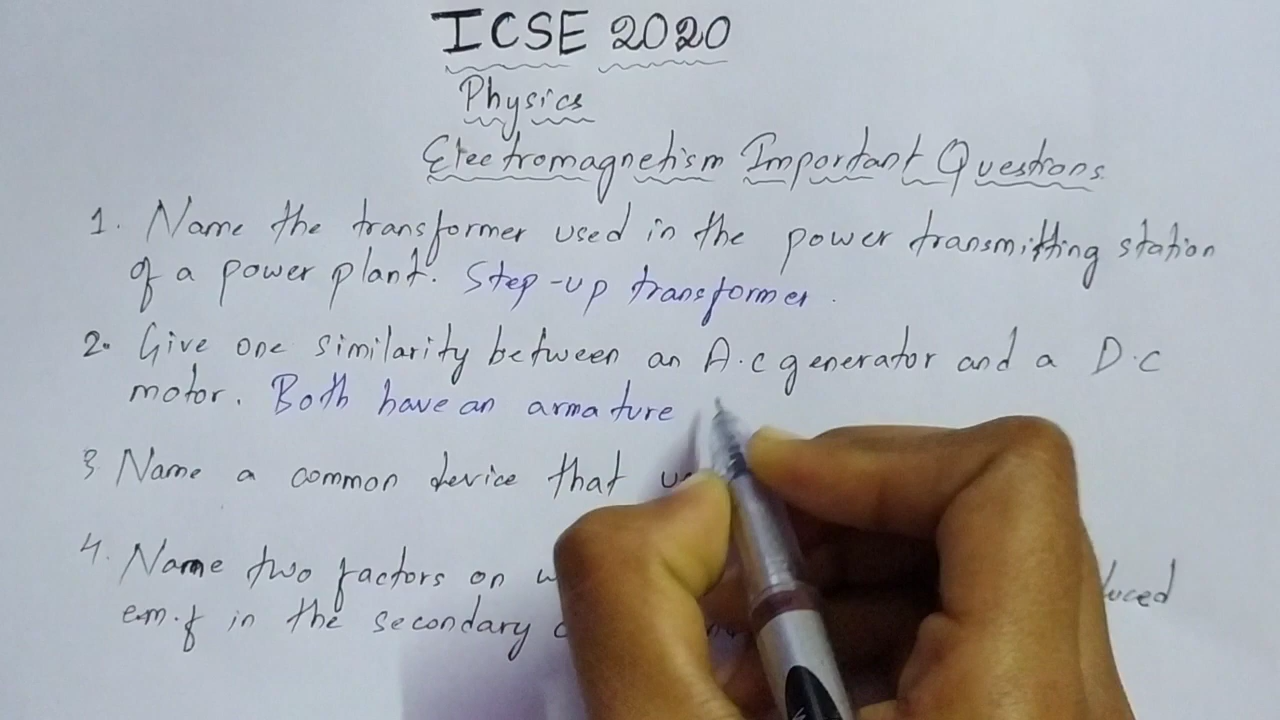 ICSE 2020
Physics
Electromagnetism Important Questions
1. Name the transformer used in the power transmitting station
of a power plant. Step-up transformer.
2. Give one similarity between an A.c generator and a D.c
motor. Both have an armature
3 Name a common device that
4. Name two factors on
e.m.f in the secondary